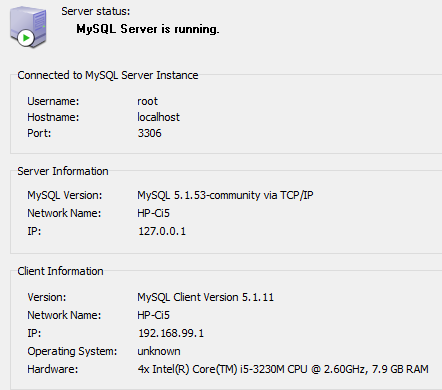 Server status:
MySQL Server is running.
Connected to MySQL Server Instance
Username: root
Hostname: localhost
Port: 3306
Server Information
MySQL Version: MySQL 5.1.53-community via TCP/IP
Network Name: HP-Ci5
IP: 127.0.0.1
Client Information
Version: MySQL Client Version 5.1.11
Network Name: HP-Ci5
IP: 192.168.99.1
Operating System: unknown
Hardware: 4x Intel(R) Core(TM) i5-3230M CPU @ 2.60GHz, 7.9 GB RAM